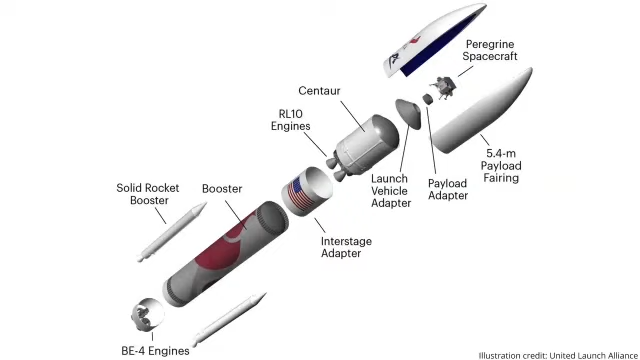 Peregrine
Spacecraft
Centaur
RL10
Engines
5.4-m
Payload
Fairing
Launch
Vehicle
Adapter
Payload
Adapter
Solid Rocket
Booster
Booster
Interstage
Adapter
BE-4 Engines
Illustration credit: United Launch Alliance